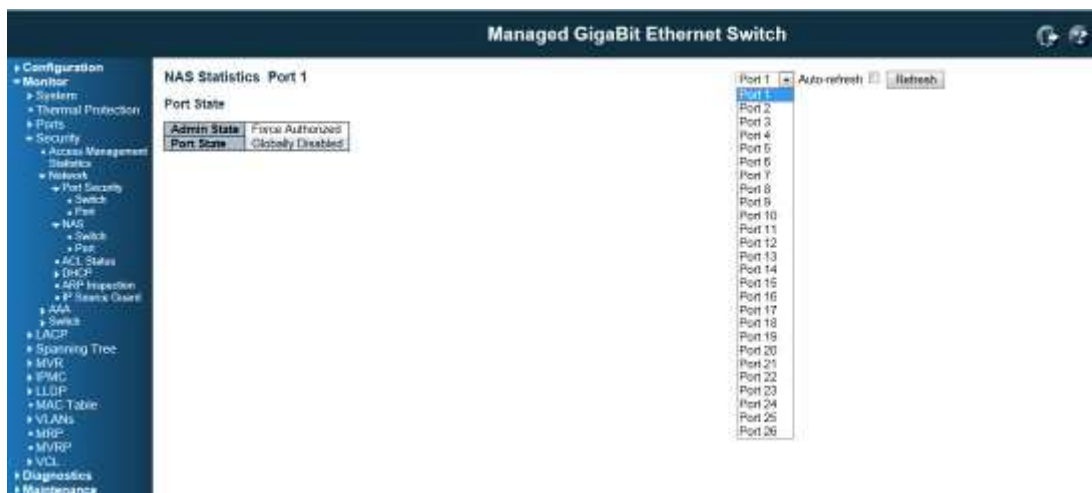 Managed GigaBit Ethernet Switch
Configuration
Monitor
System
Thermal Protection
Ports
Security
Access Management
Statistics
Network
Port Security
Switch
Port
NAS
Switch
Port
ACL Status
DHCP
ARP Inspection
IP Source Guard
AAA
Switch
LACP
Spanning Tree
MVR
IPMC
LLDP
MAC Table
VLANs
MRP
MVRP
VCL
Diagnostics
Maintenance
NAS Statistics Port 1
Port State
Admin State Force Authorized
Port State Globally Disabled
Port 1 Auto-refresh Refresh
Port 1
Port 2
Port 3
Port 4
Port 5
Port 6
Port 7
Port 8
Port 9
Port 10
Port 11
Port 12
Port 13
Port 14
Port 15
Port 16
Port 17
Port 18
Port 19
Port 20
Port 21
Port 22
Port 23
Port 24
Port 25
Port 26